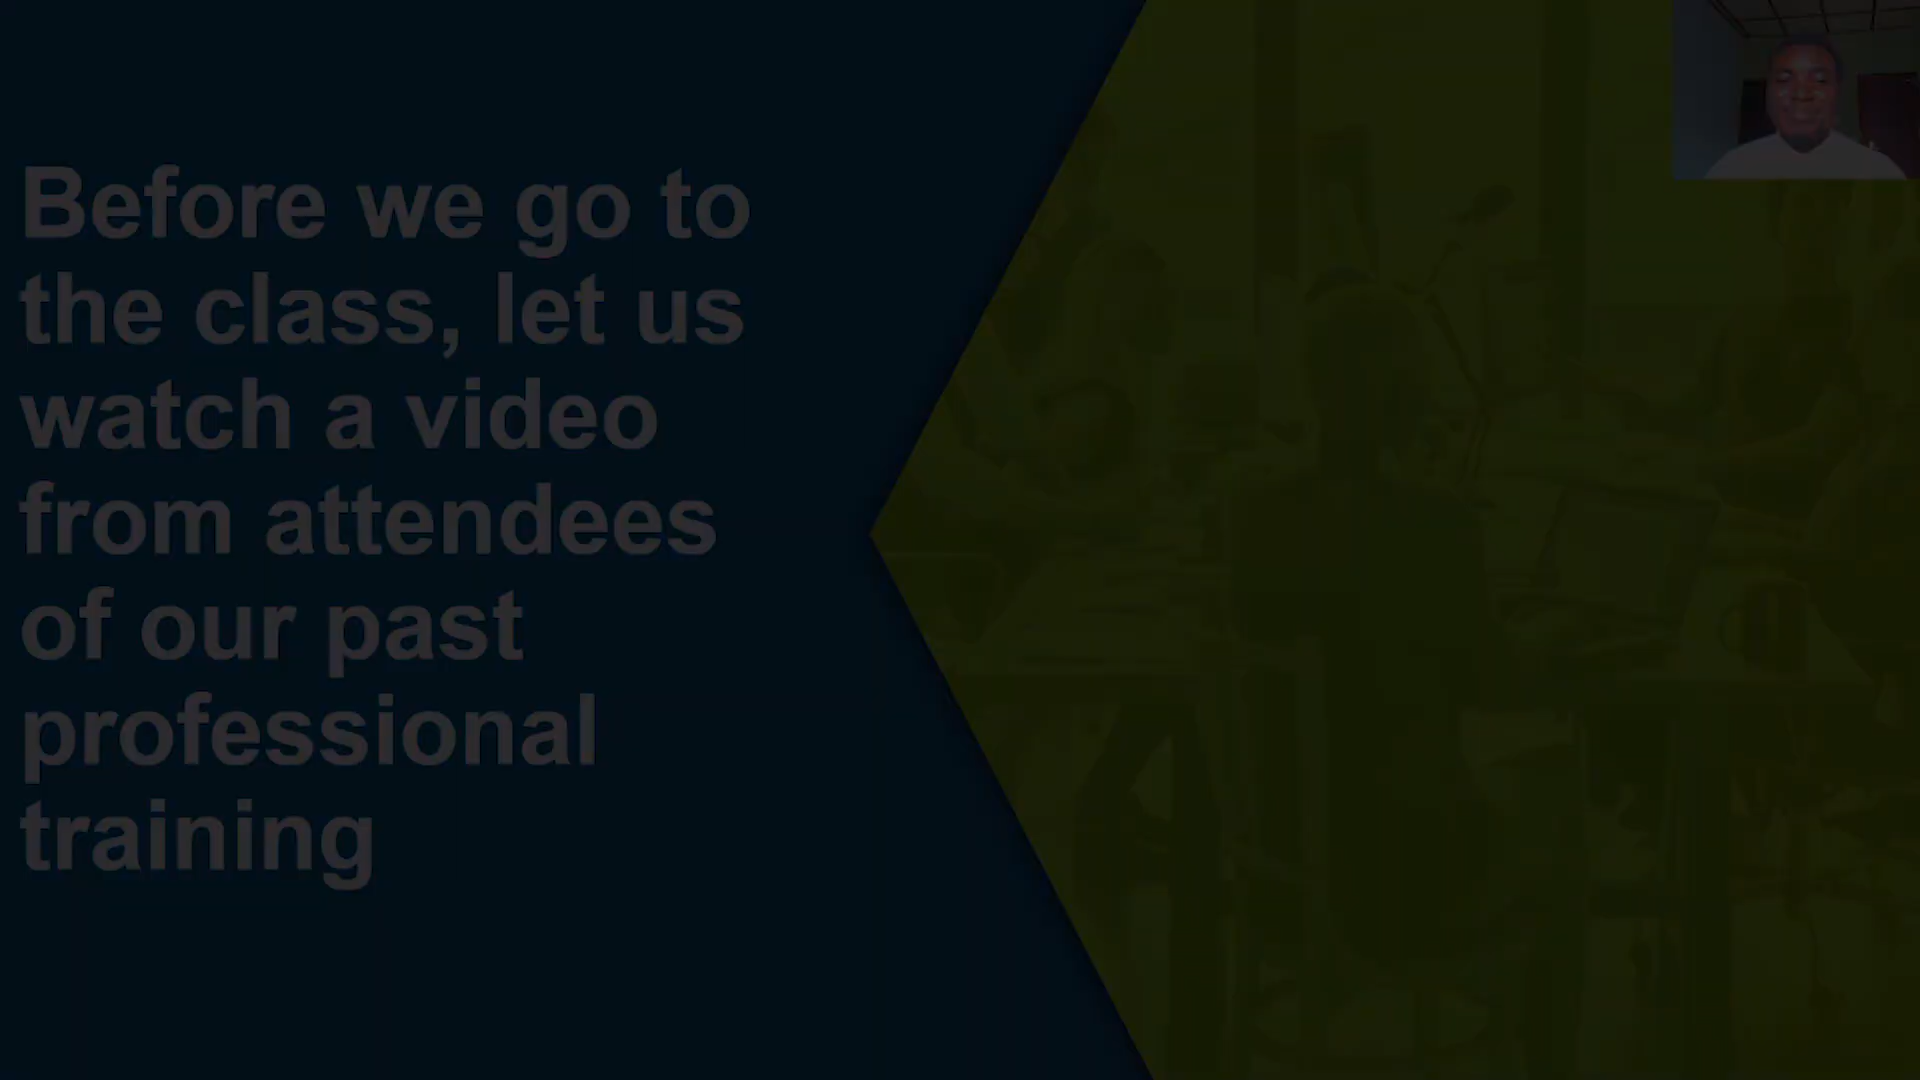 Before we go to
the class, let us
watch a video
from attendees
of our past
professional
training